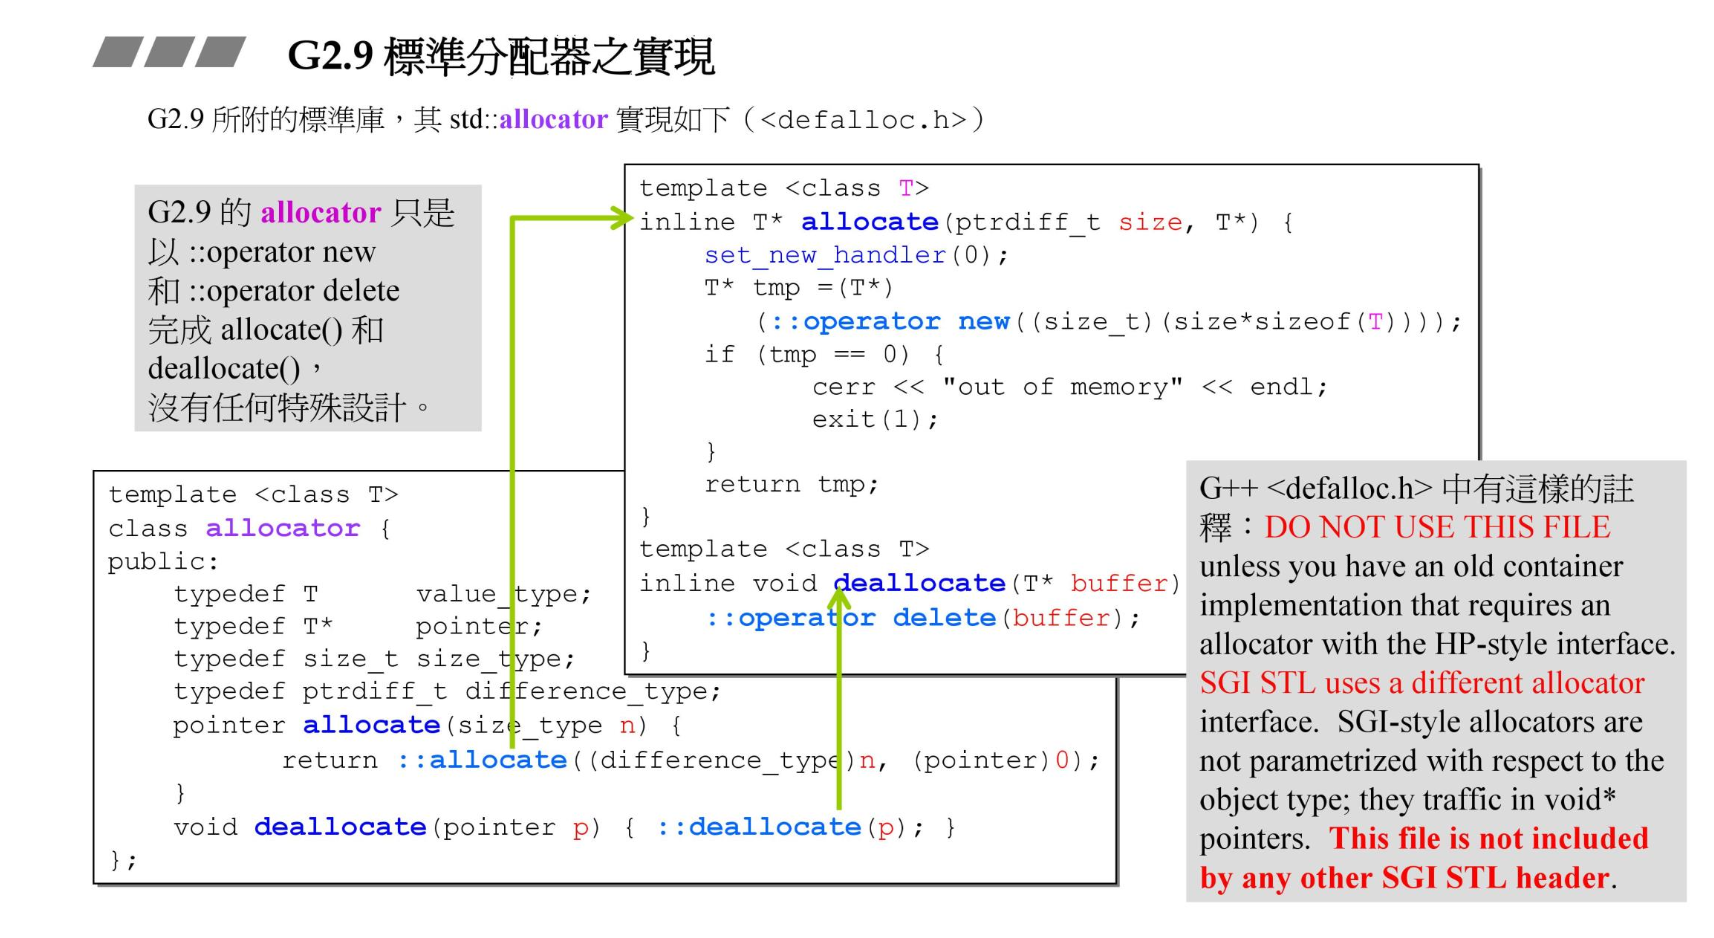 G2.9 標準分配器之實現
G2.9 所附的標準庫，其 std::allocator 實現如下（<defalloc.h>）
G2.9 的 allocator 只是
以 ::operator new
和 ::operator delete
完成 allocate() 和
deallocate()，
沒有任何特殊設計。
template <class T>
inline T* allocate(ptrdiff_t size, T*) {
    set_new_handler(0);
    T* tmp =(T*)
       (::operator new((size_t)(size*sizeof(T))));
    if (tmp == 0) {
          cerr << "out of memory" << endl;
          exit(1);
    }
    return tmp;
}
template <class T>
inline void deallocate(T* buffer)
    ::operator delete(buffer);
}
template <class T>
class allocator {
public:
    typedef T      value_type;
    typedef T*     pointer;
    typedef size_t size_type;
    typedef ptrdiff_t difference_type;
    pointer allocate(size_type n) {
          return ::allocate((difference_type)n, (pointer)0);
    }
    void deallocate(pointer p) { ::deallocate(p); }
};
G++ <defalloc.h> 中有這樣的註
釋：DO NOT USE THIS FILE
unless you have an old container
implementation that requires an
allocator with the HP-style interface.
SGI STL uses a different allocator
interface.  SGI-style allocators are
not parametrized with respect to the
object type; they traffic in void*
pointers.  This file is not included
by any other SGI STL header.